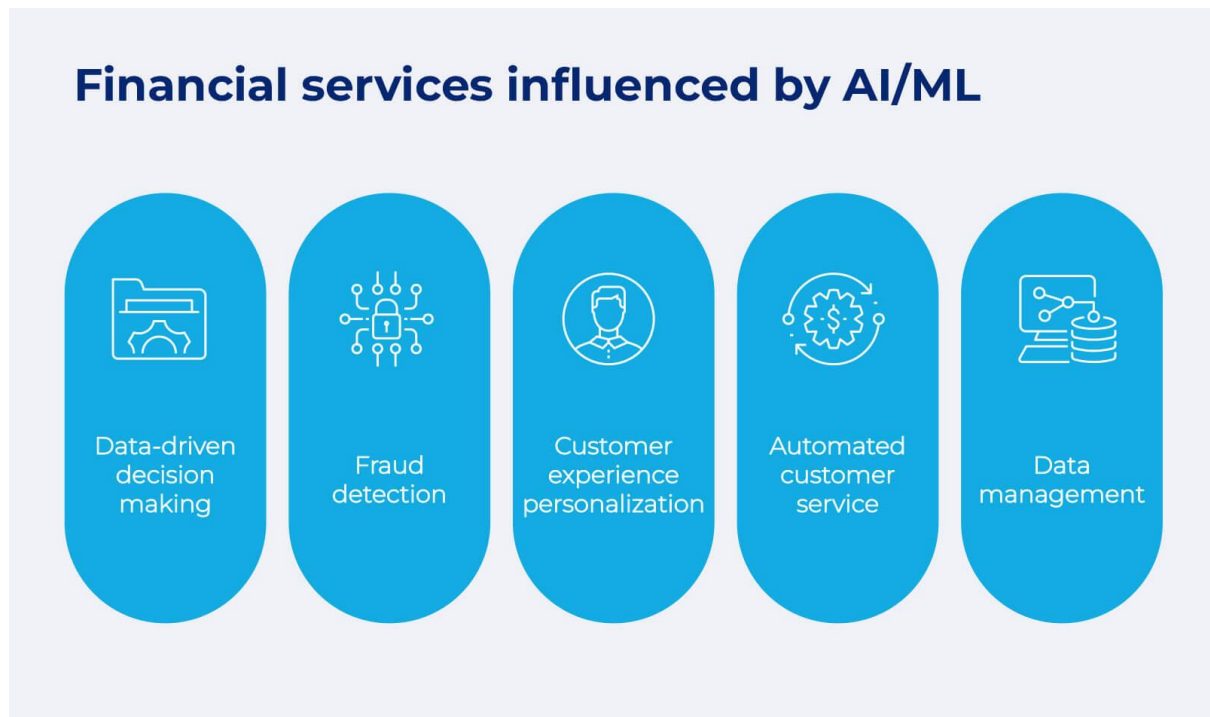 Financial services influenced by AI/ML
Data-driven
decision
making
Fraud
detection
Customer
experience
personalization
$
Automated
customer
service
Data
management